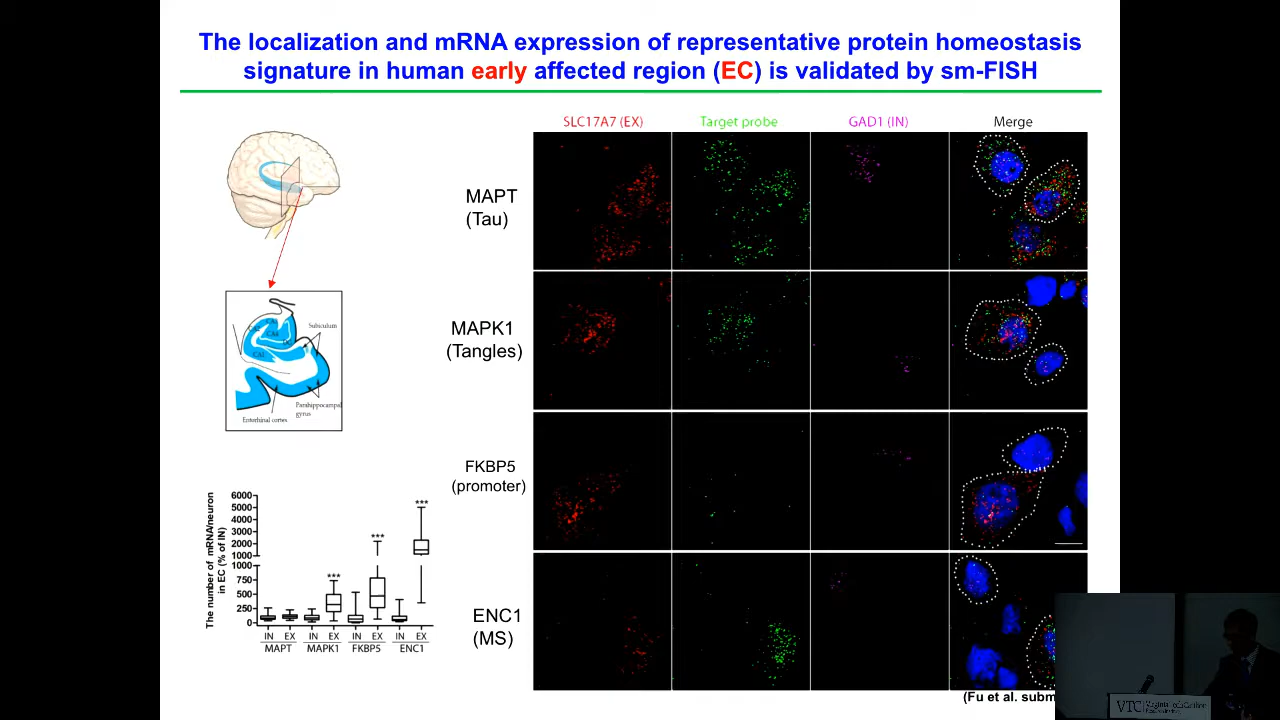 The localization and mRNA expression of representative protein homeostasis
signature in human early affected region (EC) is validated by sm-FISH
SLC17A7 (EX)
Target probe
GAD1 (IN)
Merge
MAPT
(Tau)
MAPK1
(Tangles)
FKBP5
(promoter)
ENC1
(MS)
Subiculum
CA1
Parahippocampal
gyrus
Entorhinal cortex
The number of mRNA/neuron
in EC (% of IN)
6000
5000
4000
3000
2000
1000
1000
750
500
250
0
***
***
***
IN EX IN EX IN EX IN EX
MAPT MAPK1 FKBP5 ENC1
(Fu et al. subm
VTC